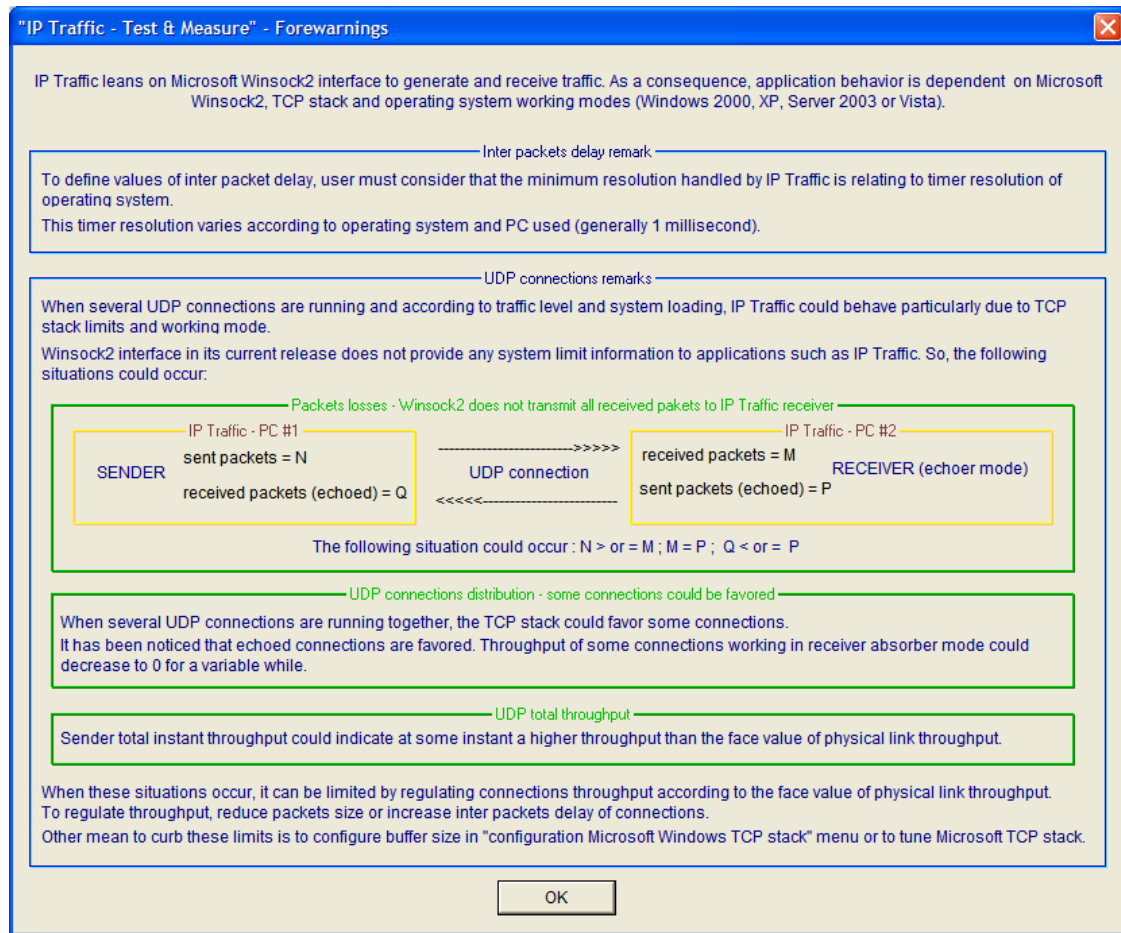 "IP Traffic - Test & Measure" - Forewarnings
IP Traffic leans on Microsoft Winsock2 interface to generate and receive traffic. As a consequence, application behavior is dependent on Microsoft
Winsock2, TCP stack and operating system working modes (Windows 2000, XP, Server 2003 or Vista).
Inter packets delay remark
To define values of inter packet delay, user must consider that the minimum resolution handled by IP Traffic is relating to timer resolution of
operating system.
This timer resolution varies according to operating system and PC used (generally 1 millisecond).
UDP connections remarks
When several UDP connections are running and according to traffic level and system loading, IP Traffic could behave particularly due to TCP
stack limits and working mode.
Winsock2 interface in its current release does not provide any system limit information to applications such as IP Traffic. So, the following
situations could occur:
Packets losses - Winsock2 does not transmit all received pakets to IP Traffic receiver
IP Traffic - PC #1
SENDER
sent packets = N
received packets (echoed) = Q
------------------------->>>>>
UDP connection
<<<<<-------------------------
IP Traffic - PC #2
received packets = M
RECEIVER (echoer mode)
sent packets (echoed) = P
The following situation could occur : N > or = M ; M = P ; Q < or = P
UDP connections distribution - some connections could be favored
When several UDP connections are running together, the TCP stack could favor some connections.
It has been noticed that echoed connections are favored. Throughput of some connections working in receiver absorber mode could
decrease to 0 for a variable while.
UDP total throughput
Sender total instant throughput could indicate at some instant a higher throughput than the face value of physical link throughput.
When these situations occur, it can be limited by regulating connections throughput according to the face value of physical link throughput.
To regulate throughput, reduce packets size or increase inter packets delay of connections.
Other mean to curb these limits is to configure buffer size in "configuration Microsoft Windows TCP stack" menu or to tune Microsoft TCP stack.
OK